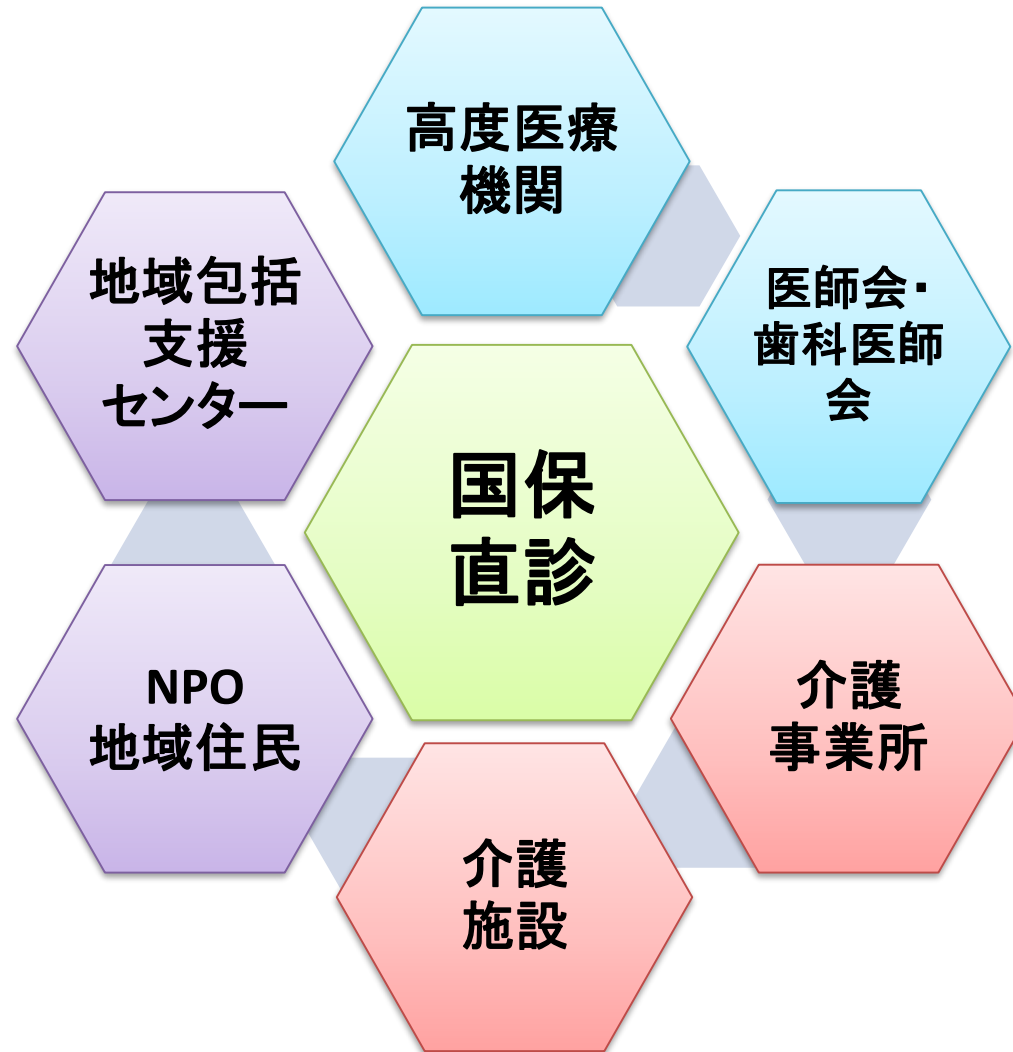 高度医療
機関
医師会・
歯科医師
会
介護
事業所
介護
施設
NPO
地域住民
地域包括
支援
センター
国保
直診